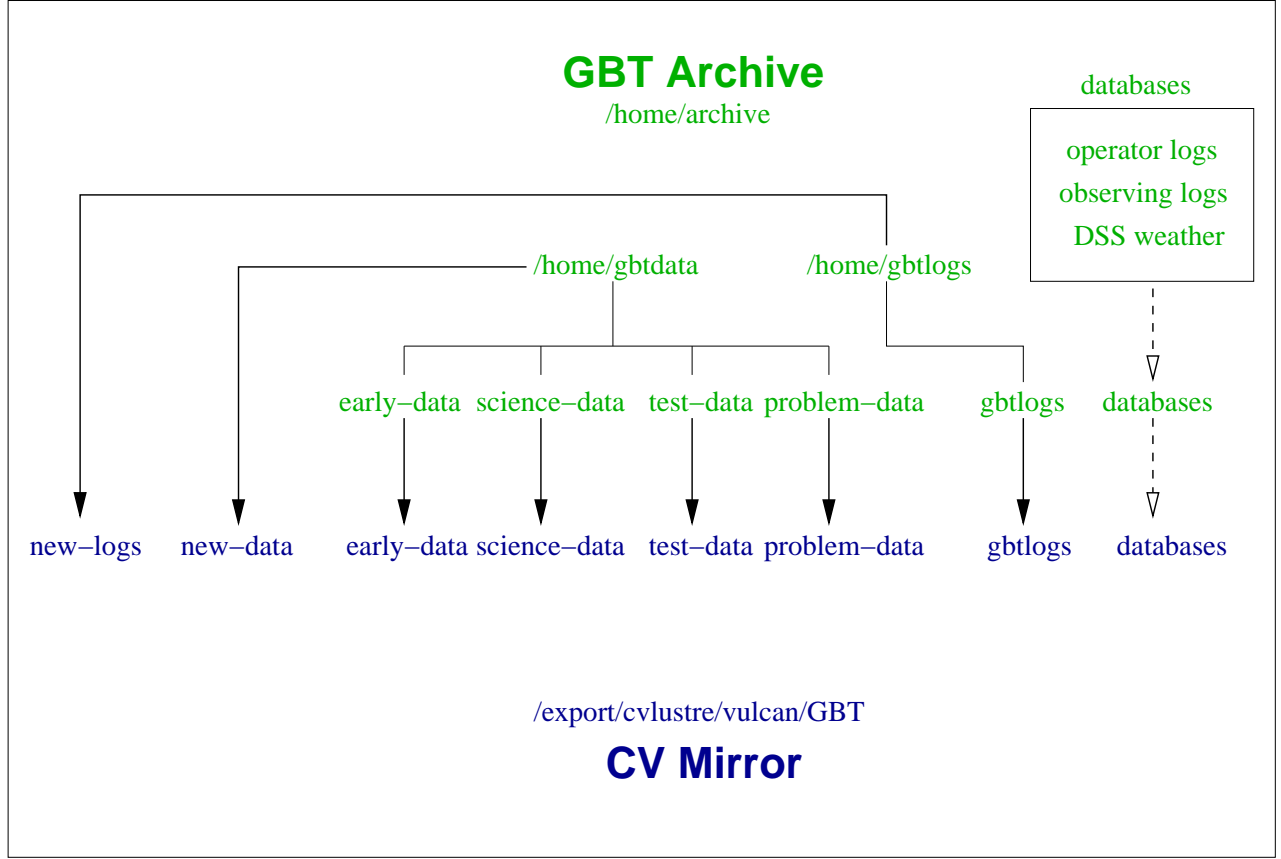 GBT Archive
/home/archive
databases
operator logs
observing logs
DSS weather
/home/gbtdata /home/gbtlogs
early−data science−data test−data problem−data gbtlogs databases
new−logs new−data early−data science−data test−data problem−data gbtlogs databases
/export/cvlustre/vulcan/GBT
CV Mirror